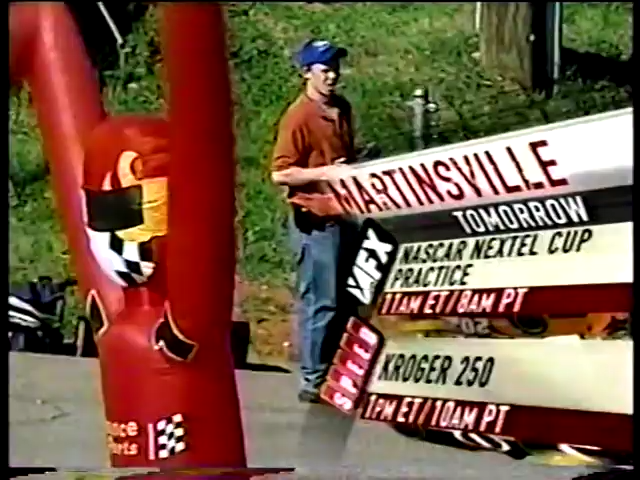 MARTINSVILLE
TOMORROW
FX
NASCAR NEXTEL CUP
PRACTICE
11AM ET/8AM PT
SPEED
KROGER 250
1PM ET/10AM PT